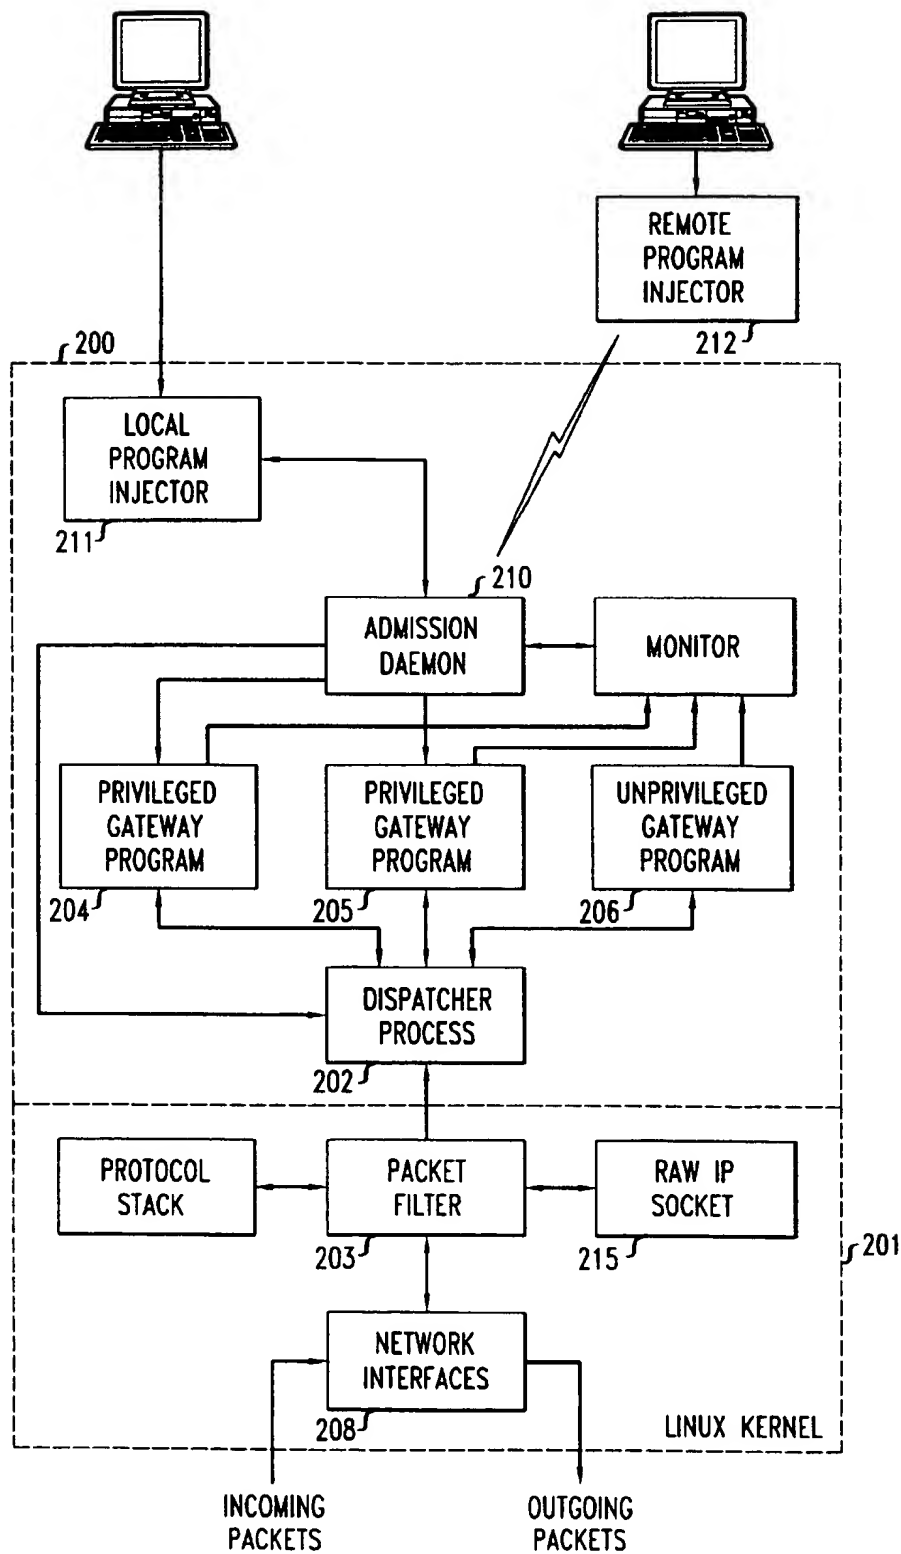 REMOTE
PROGRAM
INJECTOR
212
200
LOCAL
PROGRAM
INJECTOR
211
210
ADMISSION
DAEMON
MONITOR
PRIVILEGED
GATEWAY
PROGRAM
204
PRIVILEGED
GATEWAY
PROGRAM
205
UNPRIVILEGED
GATEWAY
PROGRAM
206
DISPATCHER
PROCESS
202
PROTOCOL
STACK
PACKET
FILTER
203
RAW IP
SOCKET
215
201
NETWORK
INTERFACES
208
LINUX KERNEL
INCOMING
PACKETS
OUTGOING
PACKETS